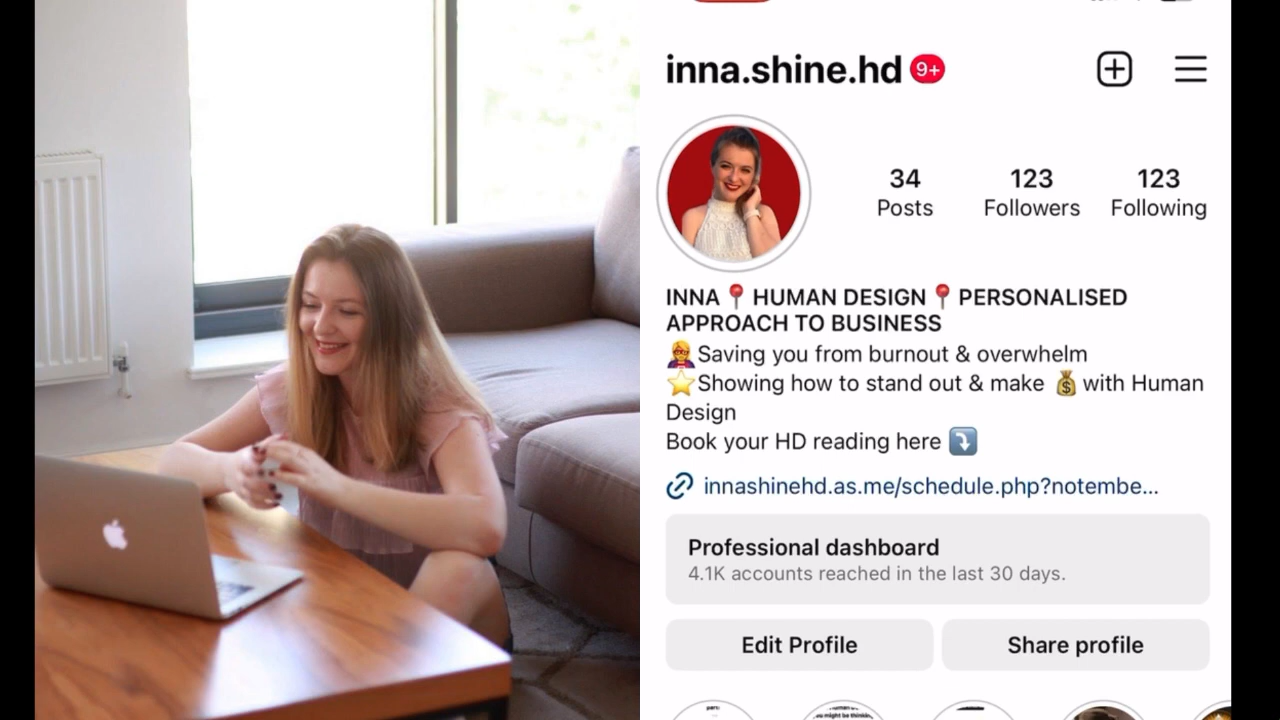 inna.shine.hd 9+
34
Posts
123
Followers
123
Following
INNA📍HUMAN DESIGN📍PERSONALISED
APPROACH TO BUSINESS
🦸‍♀️Saving you from burnout & overwhelm
⭐Showing how to stand out & make 💰with Human
Design
Book your HD reading here ⤵️
innashinehd.as.me/schedule.php?notembe...
Professional dashboard
4.1K accounts reached in the last 30 days.
Edit Profile
Share profile
might be thinking